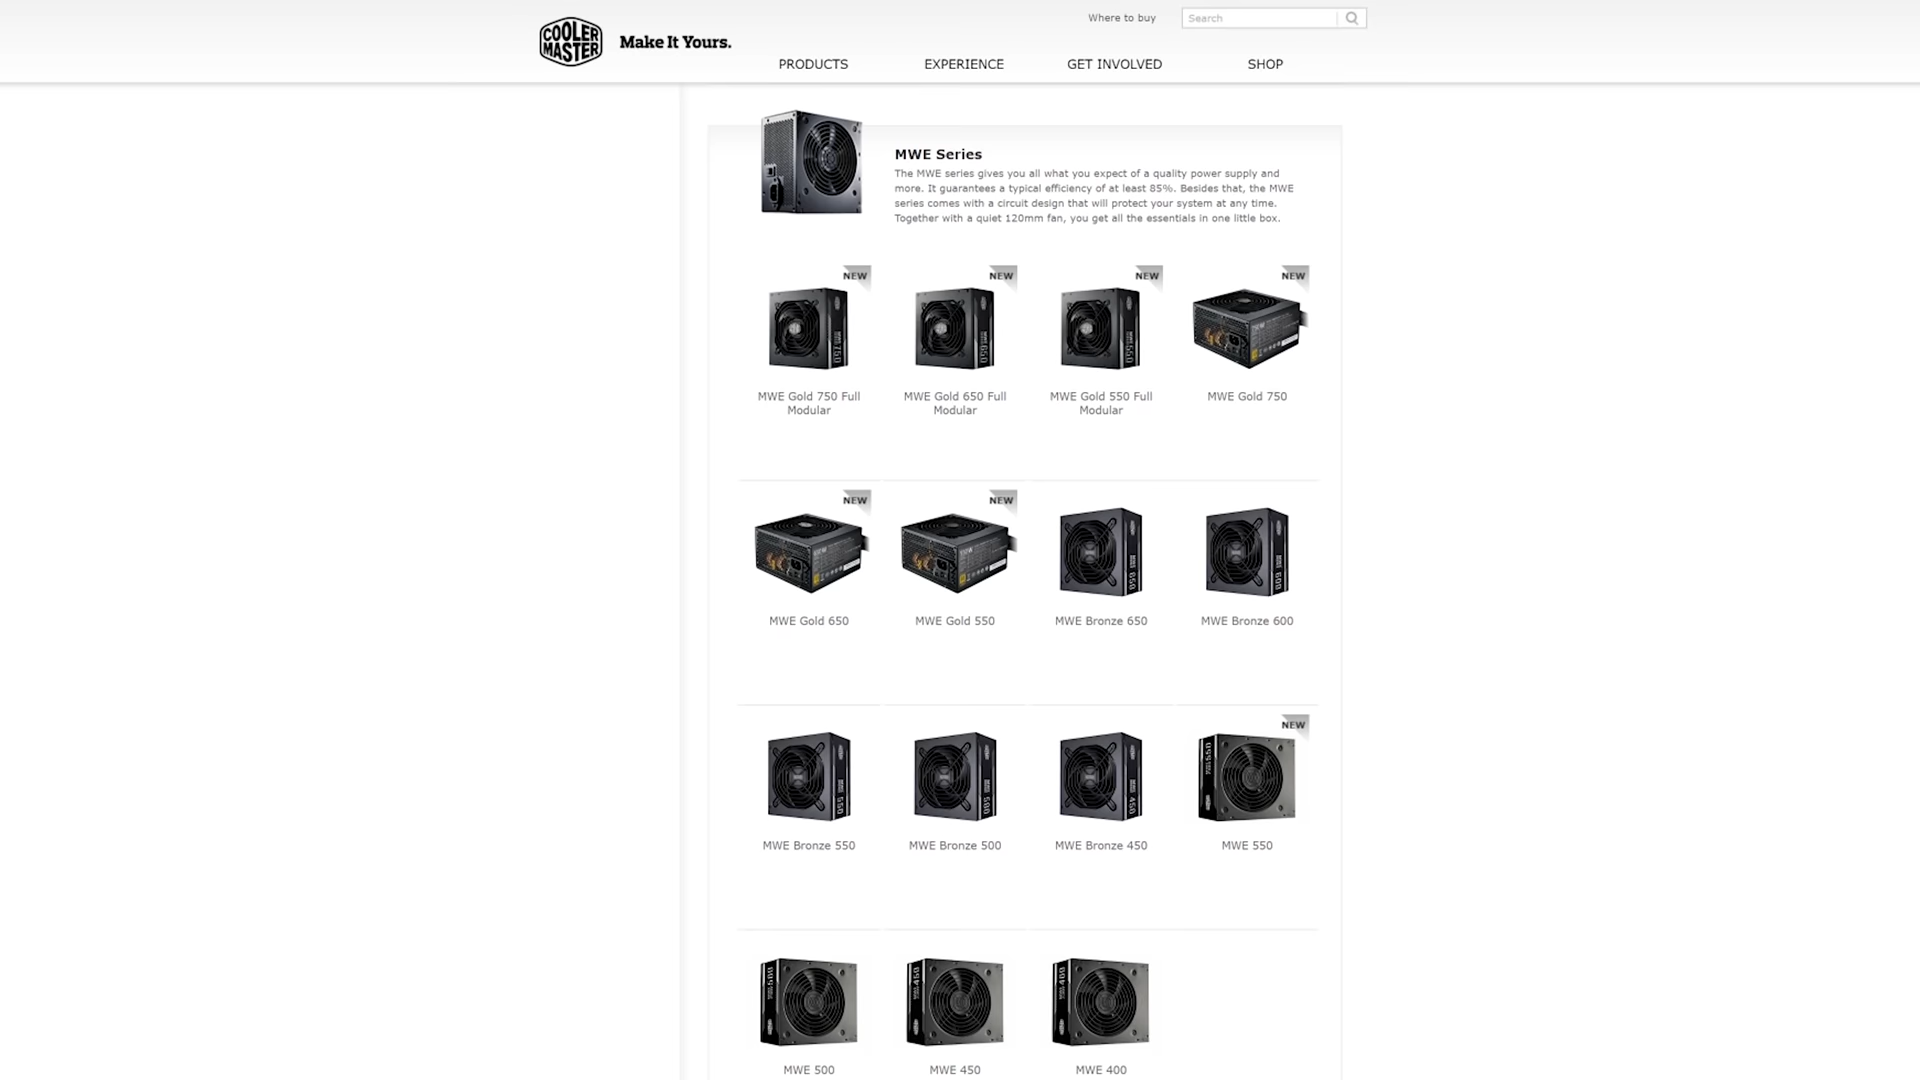 COOLER
MASTER
Make It Yours.
Where to buy
Search
PRODUCTS
EXPERIENCE
GET INVOLVED
SHOP
MWE Series
The MWE series gives you all what you expect of a quality power supply and
more. It guarantees a typical efficiency of at least 85%. Besides that, the MWE
series comes with a circuit design that will protect your system at any time.
Together with a quiet 120mm fan, you get all the essentials in one little box.
NEW
NEW
NEW
NEW
MWE Gold 750 Full
Modular
MWE Gold 650 Full
Modular
MWE Gold 550 Full
Modular
MWE Gold 750
NEW
NEW
MWE Gold 650
MWE Gold 550
MWE Bronze 650
MWE Bronze 600
NEW
MWE Bronze 550
MWE Bronze 500
MWE Bronze 450
MWE 550
MWE 500
MWE 450
MWE 400